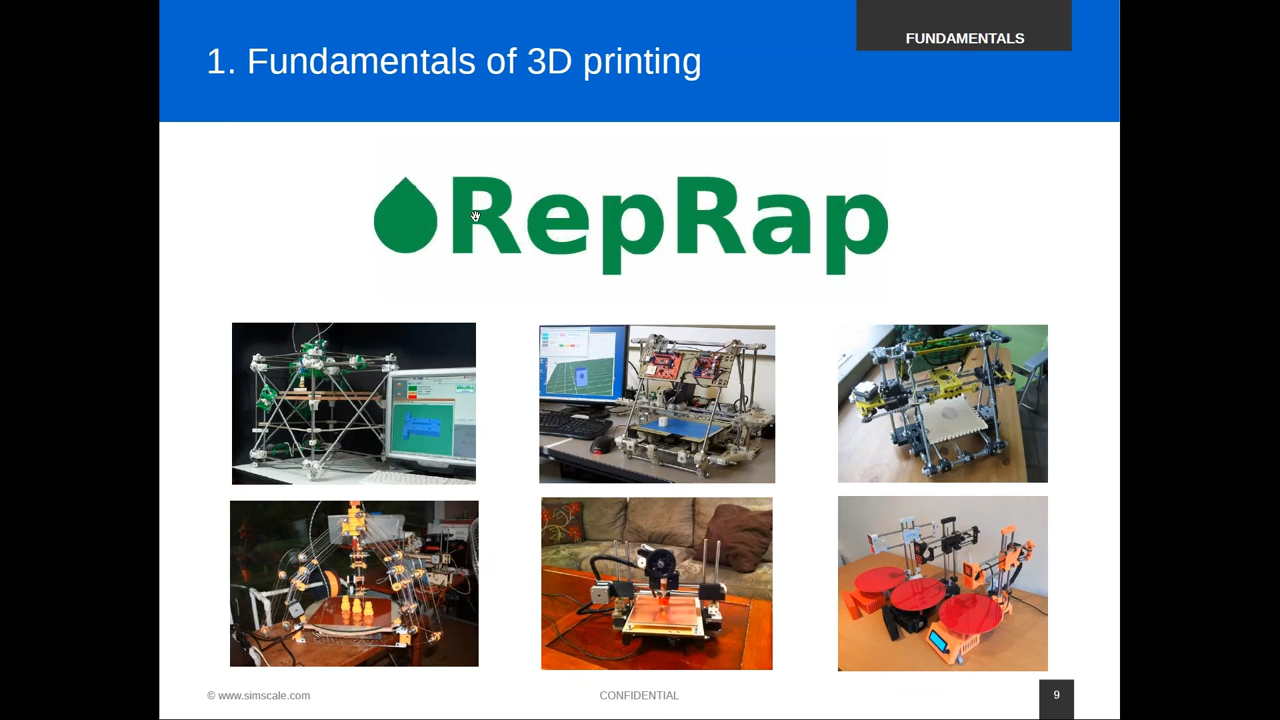 FUNDAMENTALS
1. Fundamentals of 3D printing
RepRap
© www.simscale.com
CONFIDENTIAL
9